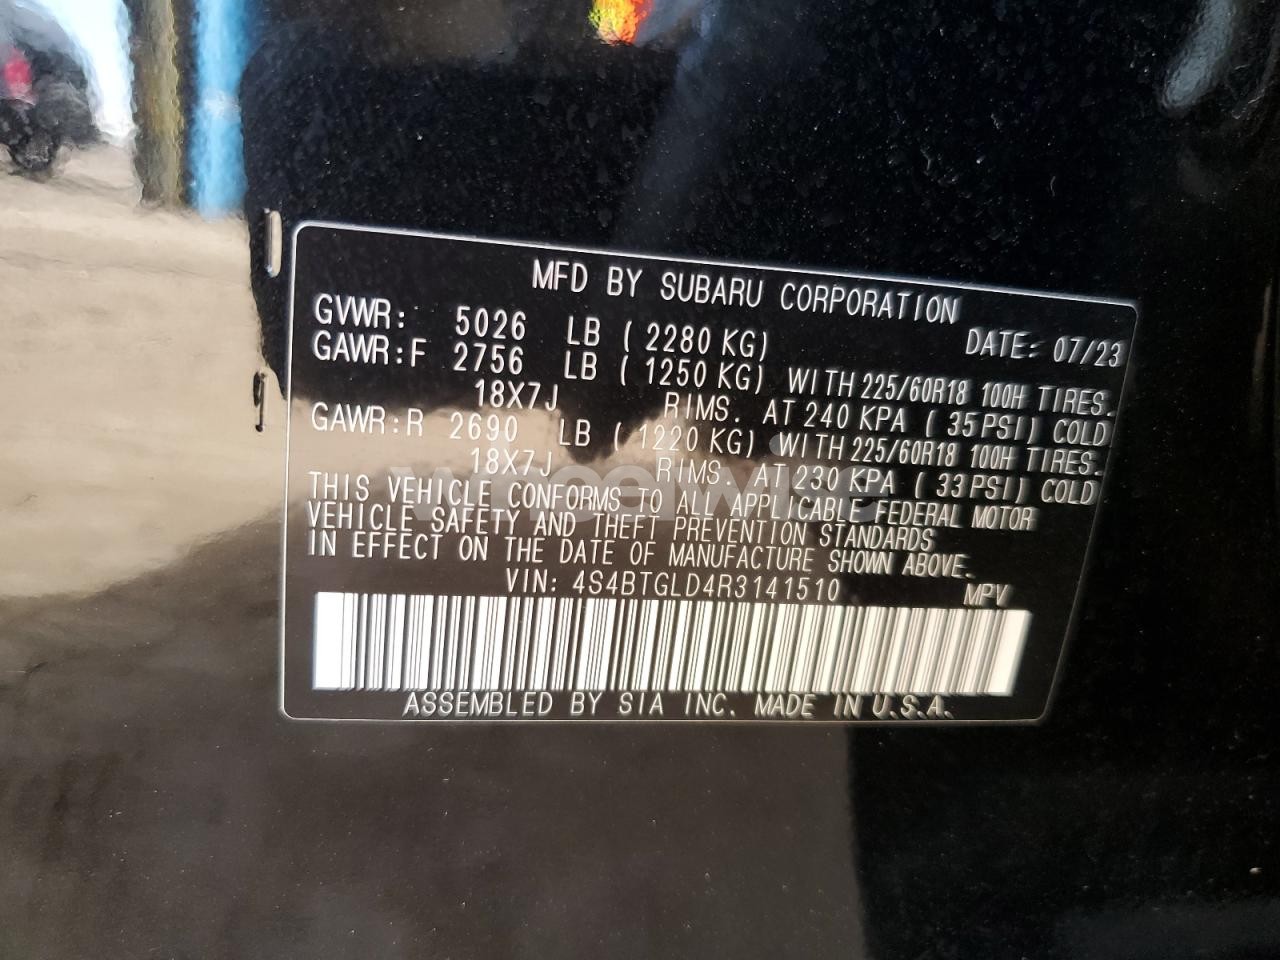 MFD BY SUBARU CORPORATION
GVWR: 5026 LB ( 2280 KG) DATE: 07/23
GAWR:F 2756 LB ( 1250 KG) WITH 225/60R18 100H TIRES.
18X7J RIMS. AT 240 KPA ( 35PSI) COLD
GAWR:R 2690 LB ( 1220 KG) WITH 225/60R18 100H TIRES.
18X7J RIMS. AT 230 KPA ( 33PSI) COLD
THIS VEHICLE CONFORMS TO ALL APPLICABLE FEDERAL MOTOR
VEHICLE SAFETY AND THEFT PREVENTION STANDARDS
IN EFFECT ON THE DATE OF MANUFACTURE SHOWN ABOVE.
VIN: 4S4BTGLD4R3141510 MPV
ASSEMBLED BY SIA INC. MADE IN U.S.A.
wheelwise